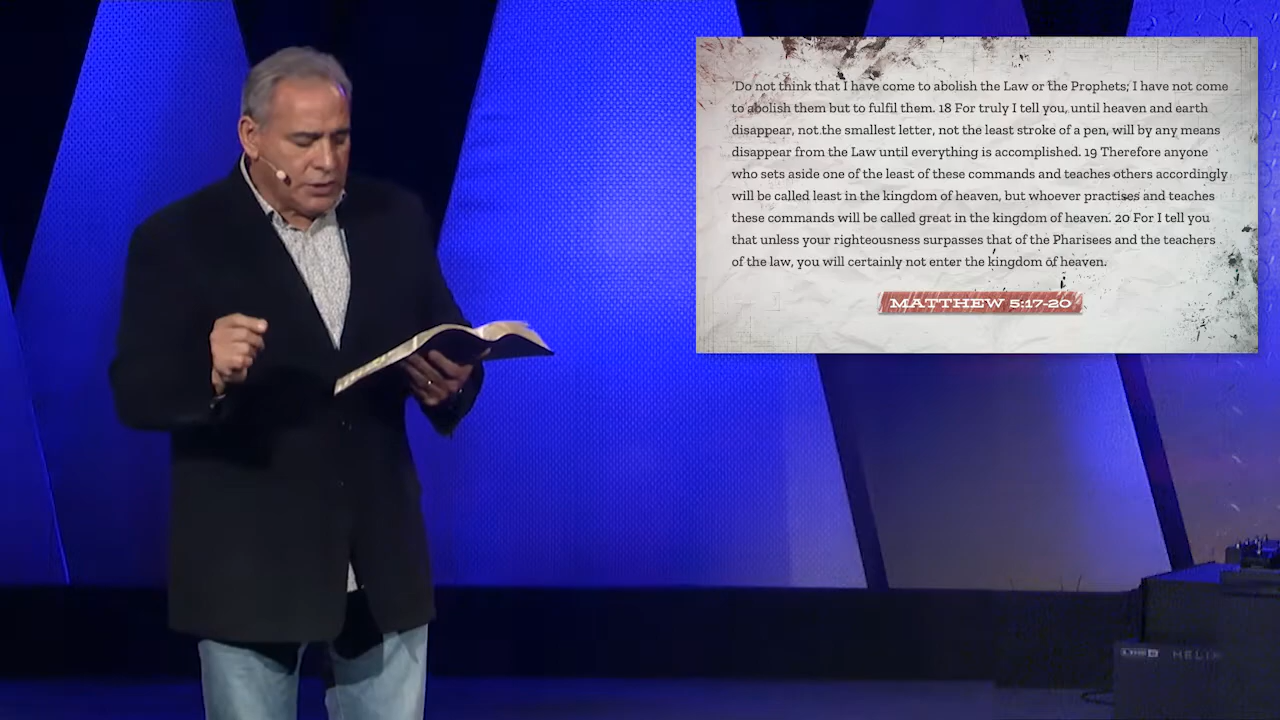 'Do not think that I have come to abolish the Law or the Prophets; I have not come
to abolish them but to fulfil them. 18 For truly I tell you, until heaven and earth
disappear, not the smallest letter, not the least stroke of a pen, will by any means
disappear from the Law until everything is accomplished. 19 Therefore anyone
who sets aside one of the least of these commands and teaches others accordingly
will be called least in the kingdom of heaven, but whoever practises and teaches
these commands will be called great in the kingdom of heaven. 20 For I tell you
that unless your righteousness surpasses that of the Pharisees and the teachers
of the law, you will certainly not enter the kingdom of heaven.
MATTHEW 5:17-20
LINE 6 HELIX